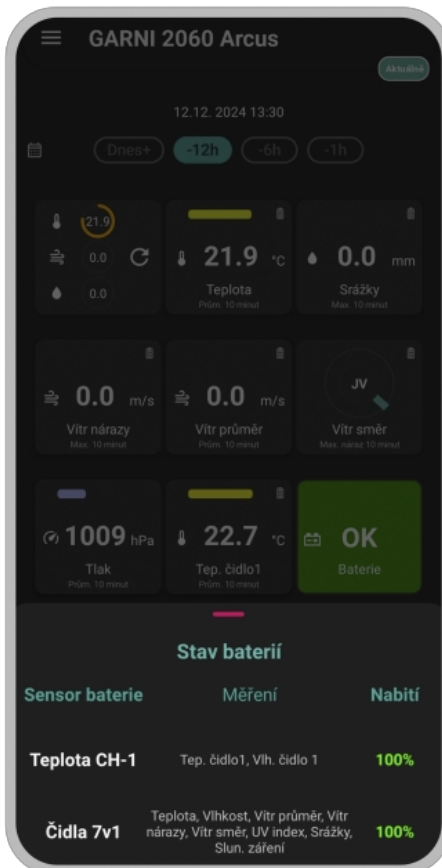 GARNI 2060 Arcus
Aktuálně
12.12. 2024 13:30
Dnes+ -12h -6h -1h
21.9
0.0
0.0
21.9 °C
Teplota
Prům. 10 minut
0.0 mm
Srážky
Max. 10 minut
0.0 m/s
Vítr nárazy
Max. 10 minut
0.0 m/s
Vítr průměr
Prům. 10 minut
JV
Vítr směr
Max. náraz 10 minut
1009 hPa
Tlak
Prům. 10 minut
22.7 °C
Tep. čidlo1
Prům. 10 minut
OK
Baterie
Stav baterií
Sensor baterie Měření Nabití
Teplota CH-1 Tep. čidlo1, Vlh. čidlo 1 100%
Čidla 7v1
Teplota, Vlhkost, Vítr průměr, Vítr
nárazy, Vítr směr, UV index, Srážky,
Slun. záření
100%